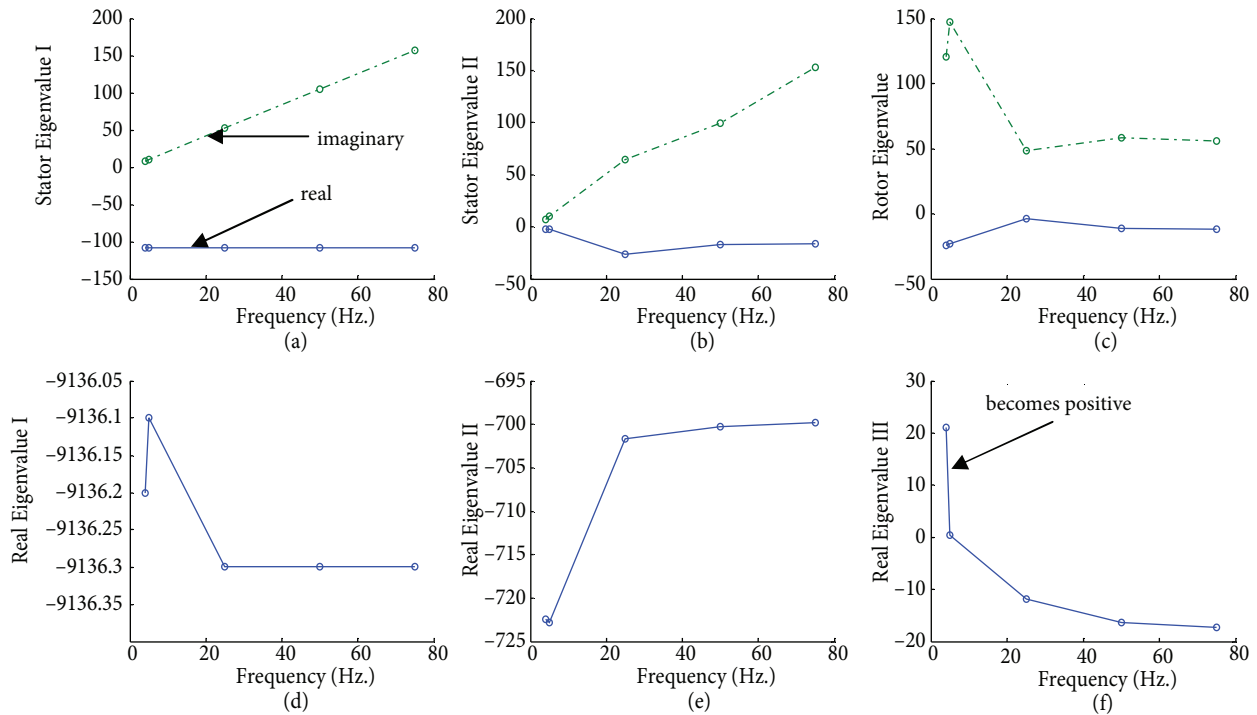 200
150
100
50
0
−50
−100
−150
Stator Eigenvalue I
imaginary
real
0 20 40 60 80
Frequency (Hz.)
(a)
200
150
100
50
0
−50
Stator Eigenvalue II
0 20 40 60 80
Frequency (Hz.)
(b)
150
100
50
0
−50
Rotor Eigenvalue
0 20 40 60 80
Frequency (Hz.)
(c)
−9136.05
−9136.1
−9136.15
−9136.2
−9136.25
−9136.3
−9136.35
Real Eigenvalue I
0 20 40 60 80
Frequency (Hz.)
(d)
−695
−700
−705
−710
−715
−720
−725
Real Eigenvalue II
0 20 40 60 80
Frequency (Hz.)
(e)
30
20
10
0
−10
−20
Real Eigenvalue III
becomes positive
0 20 40 60 80
Frequency (Hz.)
(f)